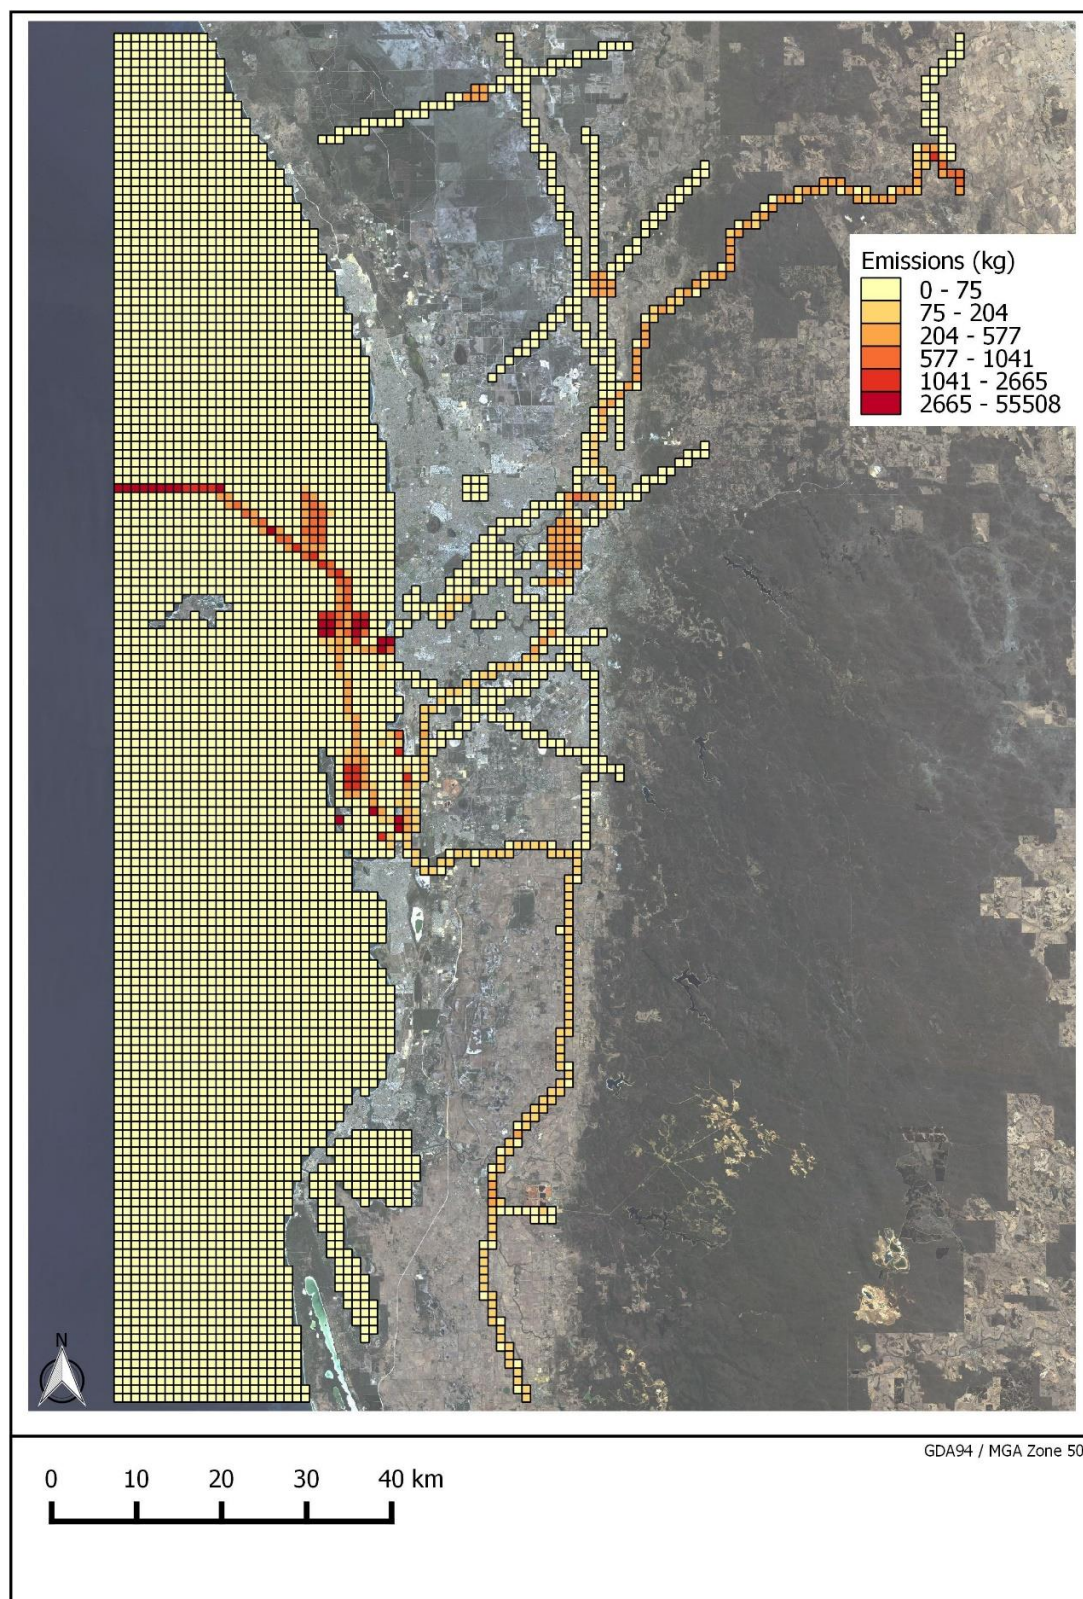 Emissions (kg)
0 - 75
75 - 204
204 - 577
577 - 1041
1041 - 2665
2665 - 55508
N
GDA94 / MGA Zone 50
0 10 20 30 40 km